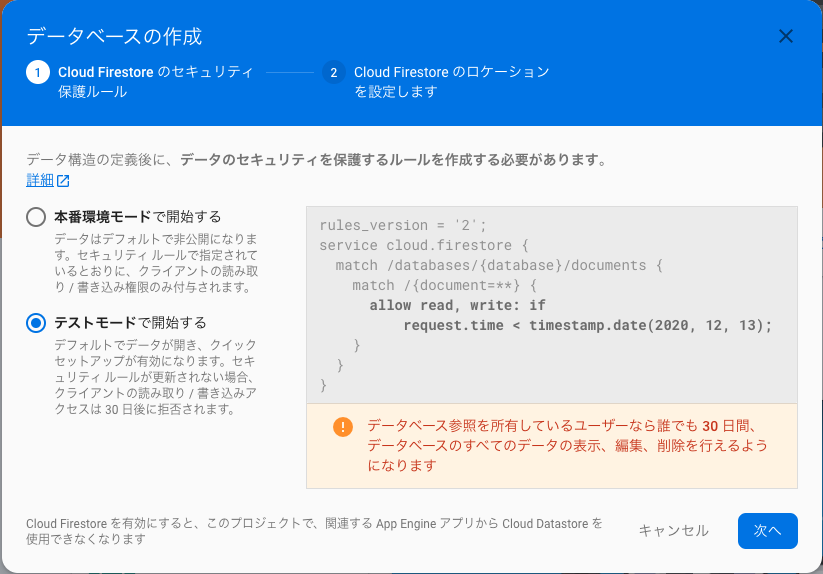 データベースの作成
1 Cloud Firestore のセキュリティ
保護ルール
2 Cloud Firestore のロケーション
を設定します
データ構造の定義後に、データのセキュリティを保護するルールを作成する必要があります。
詳細
本番環境モードで開始する
データはデフォルトで非公開になりま
す。セキュリティ ルールで指定されて
いるとおりに、クライアントの読み取
り / 書き込み権限のみ付与されます。
テストモードで開始する
デフォルトでデータが開き、クイック
セットアップが有効になります。セキ
ュリティ ルールが更新されない場合、
クライアントの読み取り / 書き込みア
クセスは 30 日後に拒否されます。
rules_version = '2';
service cloud.firestore {
  match /databases/{database}/documents {
    match /{document=**} {
      allow read, write: if
          request.time < timestamp.date(2020, 12, 13);
    }
  }
}
データベース参照を所有しているユーザーなら誰でも 30 日間、
データベースのすべてのデータの表示、編集、削除を行えるよう
になります
Cloud Firestore を有効にすると、このプロジェクトで、関連する App Engine アプリから Cloud Datastore を
使用できなくなります
キャンセル
次へ